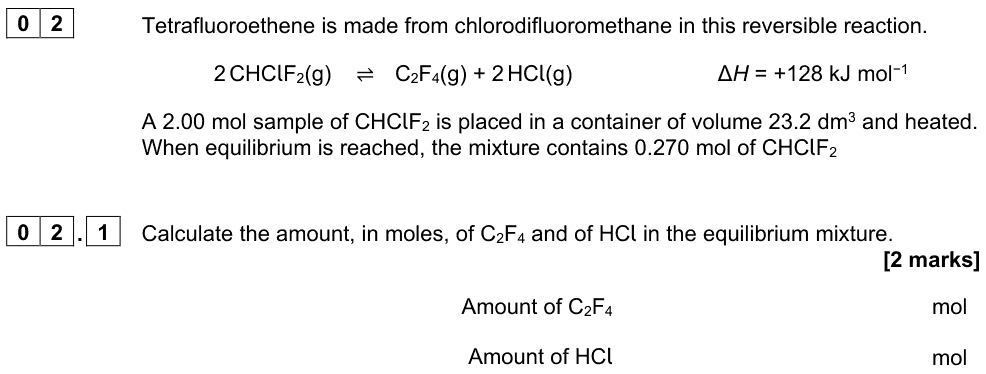 0 2 Tetrafluoroethene is made from chlorodifluoromethane in this reversible reaction.
2 CHClF₂(g) ⇌ C₂F₄(g) + 2 HCl(g) ΔH = +128 kJ mol⁻¹
A 2.00 mol sample of CHClF₂ is placed in a container of volume 23.2 dm³ and heated.
When equilibrium is reached, the mixture contains 0.270 mol of CHClF₂
0 2 . 1 Calculate the amount, in moles, of C₂F₄ and of HCl in the equilibrium mixture.
[2 marks]
Amount of C₂F₄ mol
Amount of HCl mol